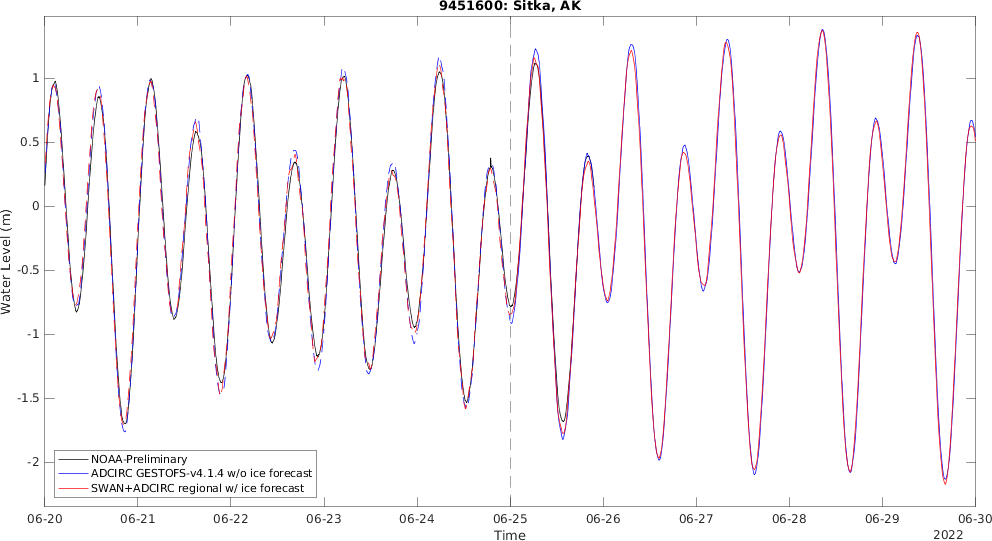 9451600: Sitka, AK
Water Level (m)
1
0.5
0
-0.5
-1
-1.5
-2
NOAA-Preliminary
ADCIRC GESTOFS-v4.1.4 w/o ice forecast
SWAN+ADCIRC regional w/ ice forecast
06-20 06-21 06-22 06-23 06-24 06-25 06-26 06-27 06-28 06-29 06-30
Time
2022